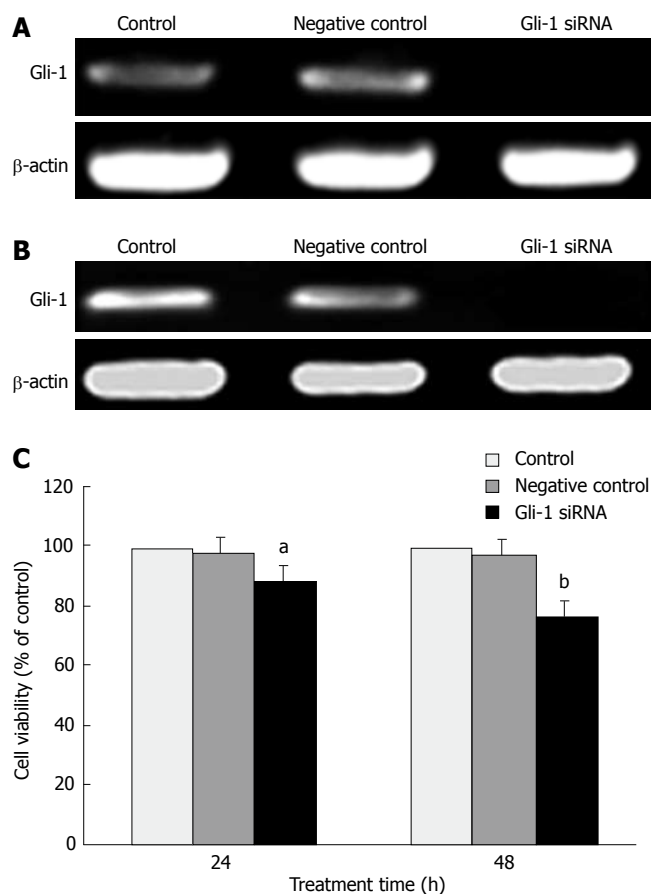 A
Control Negative control Gli-1 siRNA
Gli-1
β-actin
B
Control Negative control Gli-1 siRNA
Gli-1
β-actin
C
Control
Negative control
Gli-1 siRNA
Cell viability (% of control)
120
100
80
60
40
20
0
a
b
24 48
Treatment time (h)